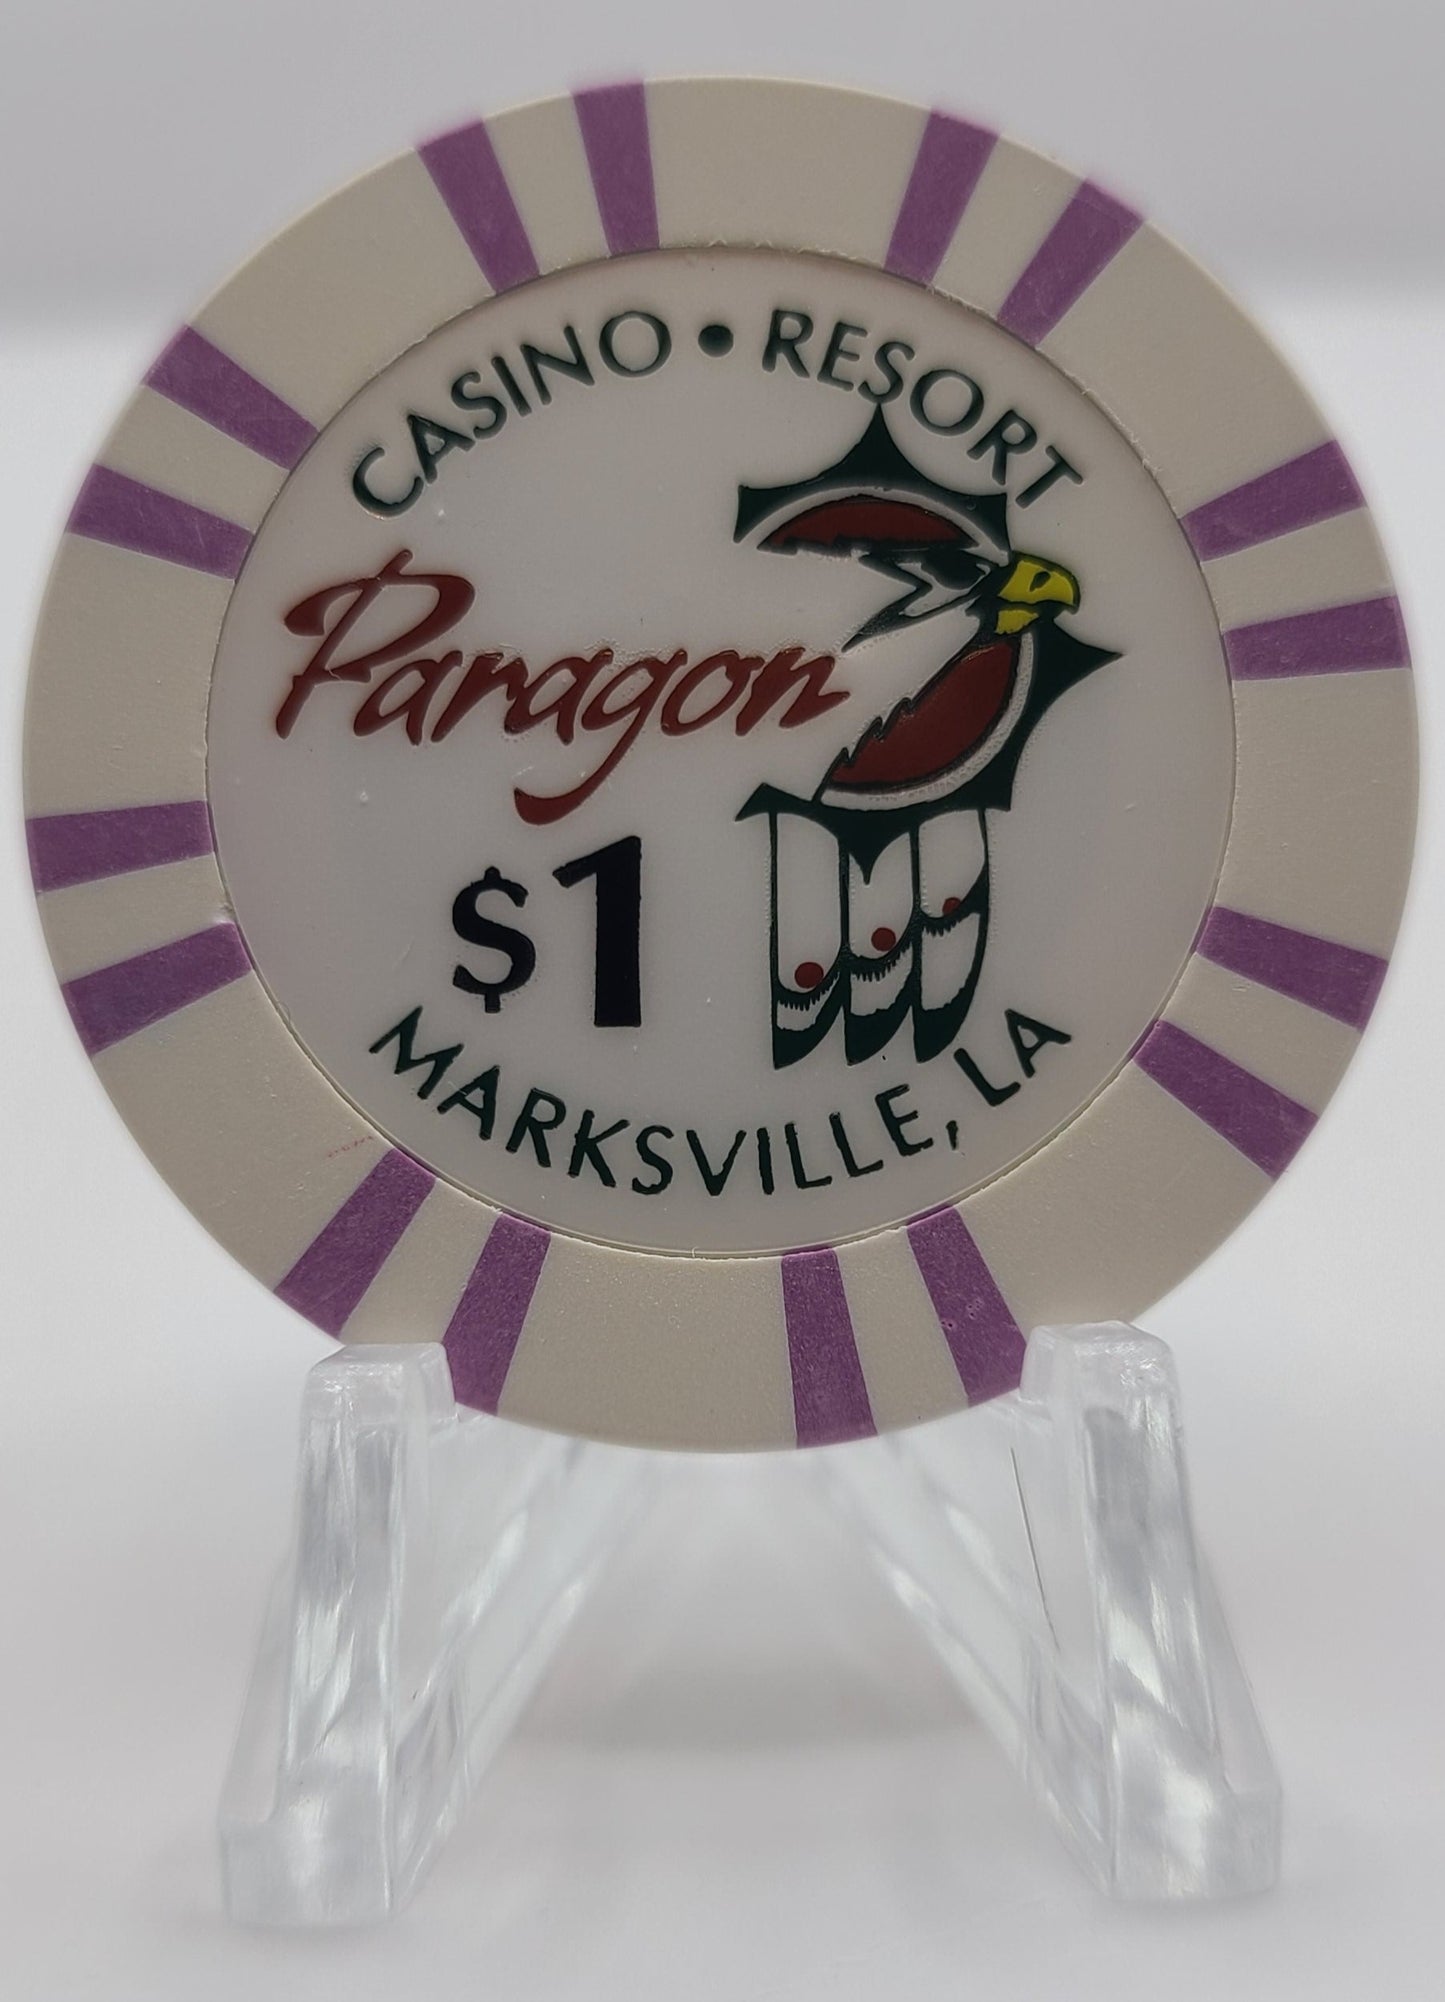 CASINO • RESORT
Paragon
$1
MARKSVILLE, LA